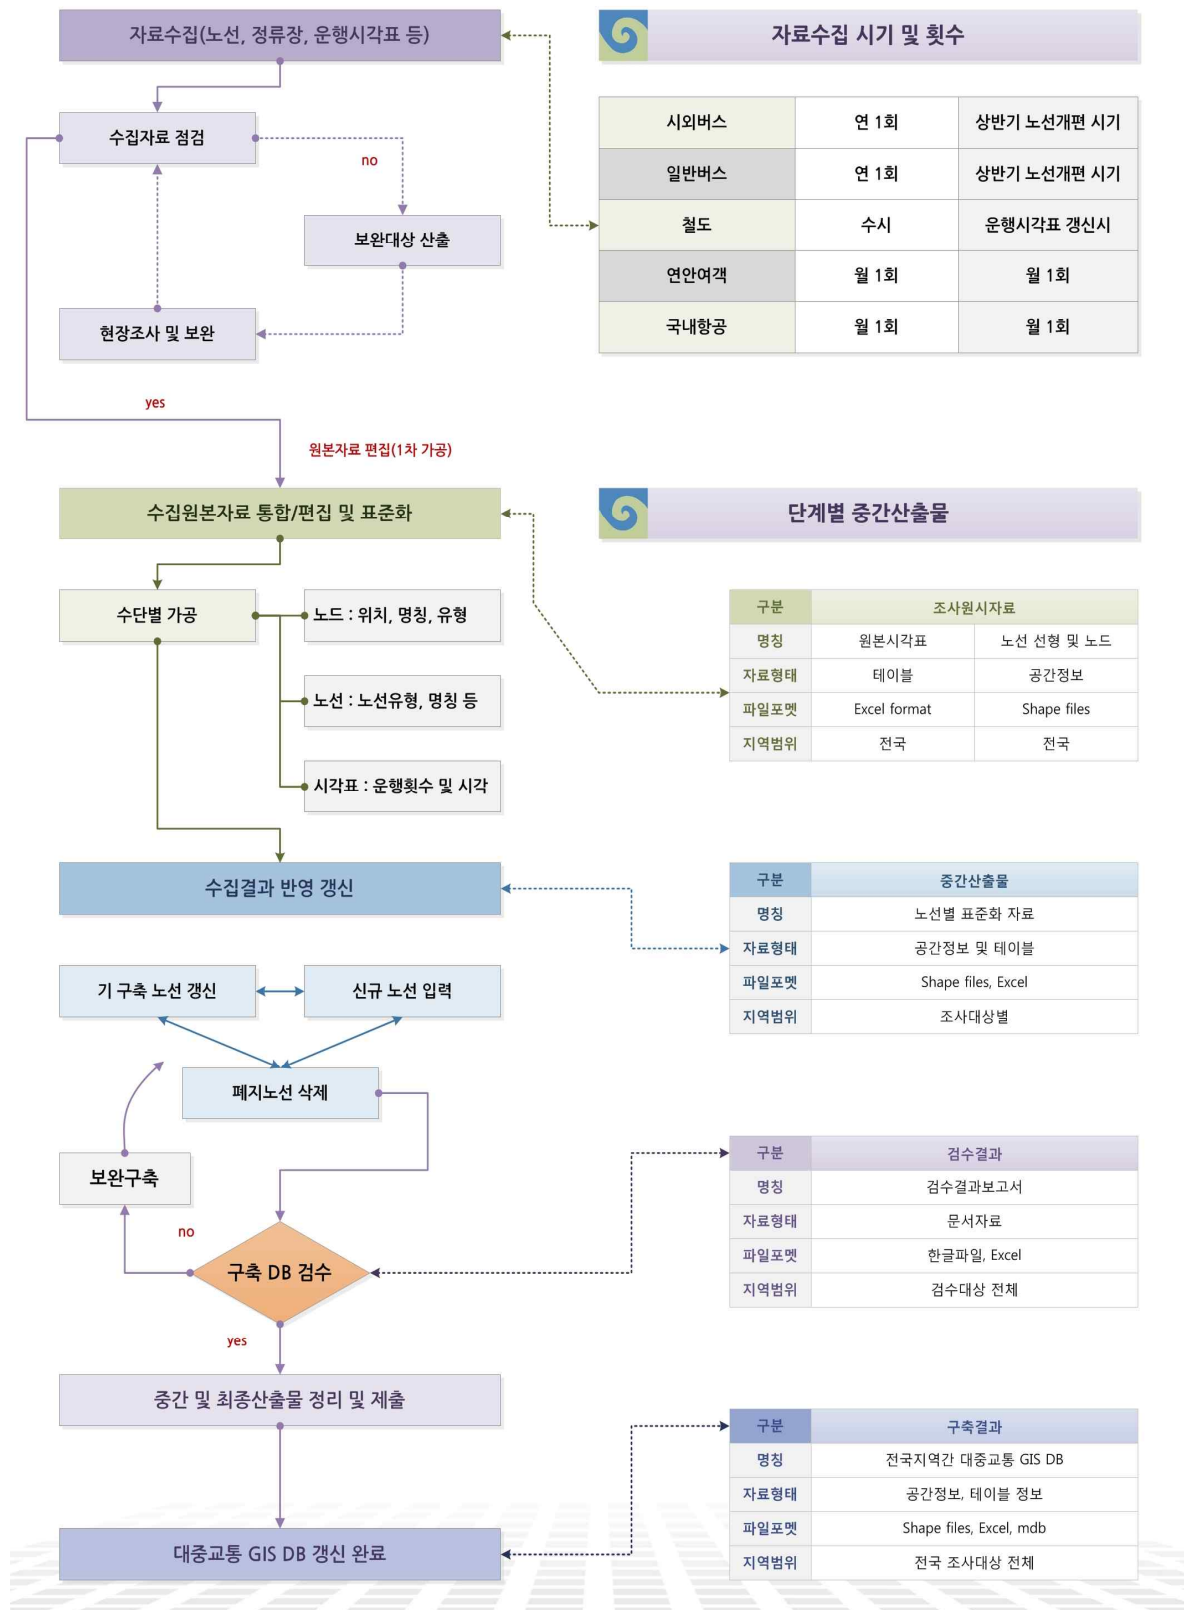 자료수집(노선, 정류장, 운행시각표 등)
자료수집 시기 및 횟수
수집자료 점검
no
보완대상 산출
현장조사 및 보완
yes
시외버스 연 1회 상반기 노선개편 시기
일반버스 연 1회 상반기 노선개편 시기
철도 수시 운행시각표 갱신시
연안여객 월 1회 월 1회
국내항공 월 1회 월 1회
원본자료 편집(1차 가공)
수집원본자료 통합/편집 및 표준화
단계별 중간산출물
수단별 가공
노드 : 위치, 명칭, 유형
노선 : 노선유형, 명칭 등
시각표 : 운행횟수 및 시각
구분 조사원시자료
명칭 원본시각표 노선 선형 및 노드
자료형태 테이블 공간정보
파일포멧 Excel format Shape files
지역범위 전국 전국
수집결과 반영 갱신
구분 중간산출물
명칭 노선별 표준화 자료
자료형태 공간정보 및 테이블
파일포멧 Shape files, Excel
지역범위 조사대상별
기 구축 노선 갱신
신규 노선 입력
폐지노선 삭제
보완구축
no
구축 DB 검수
yes
구분 검수결과
명칭 검수결과보고서
자료형태 문서자료
파일포멧 한글파일, Excel
지역범위 검수대상 전체
중간 및 최종산출물 정리 및 제출
구분 구축결과
명칭 전국지역간 대중교통 GIS DB
자료형태 공간정보, 테이블 정보
파일포멧 Shape files, Excel, mdb
지역범위 전국 조사대상 전체
대중교통 GIS DB 갱신 완료